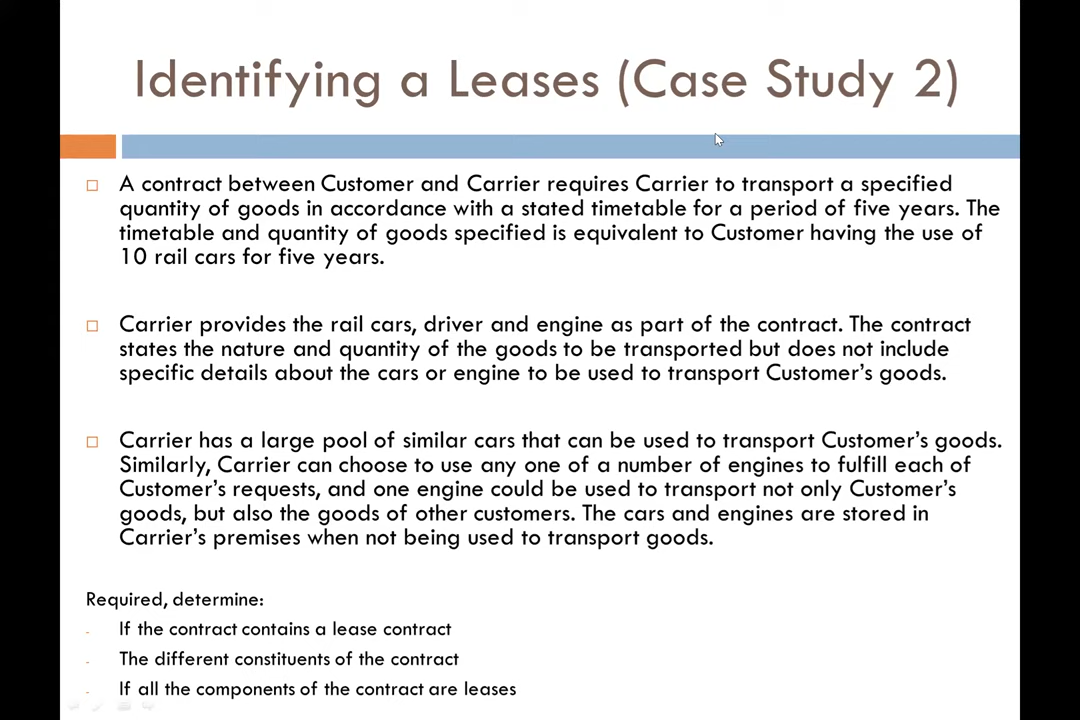 Identifying a Leases (Case Study 2)
A contract between Customer and Carrier requires Carrier to transport a specified
quantity of goods in accordance with a stated timetable for a period of five years. The
timetable and quantity of goods specified is equivalent to Customer having the use of
10 rail cars for five years.
Carrier provides the rail cars, driver and engine as part of the contract. The contract
states the nature and quantity of the goods to be transported but does not include
specific details about the cars or engine to be used to transport Customer's goods.
Carrier has a large pool of similar cars that can be used to transport Customer's goods.
Similarly, Carrier can choose to use any one of a number of engines to fulfill each of
Customer's requests, and one engine could be used to transport not only Customer's
goods, but also the goods of other customers. The cars and engines are stored in
Carrier's premises when not being used to transport goods.
Required, determine:
- If the contract contains a lease contract
- The different constituents of the contract
- If all the components of the contract are leases